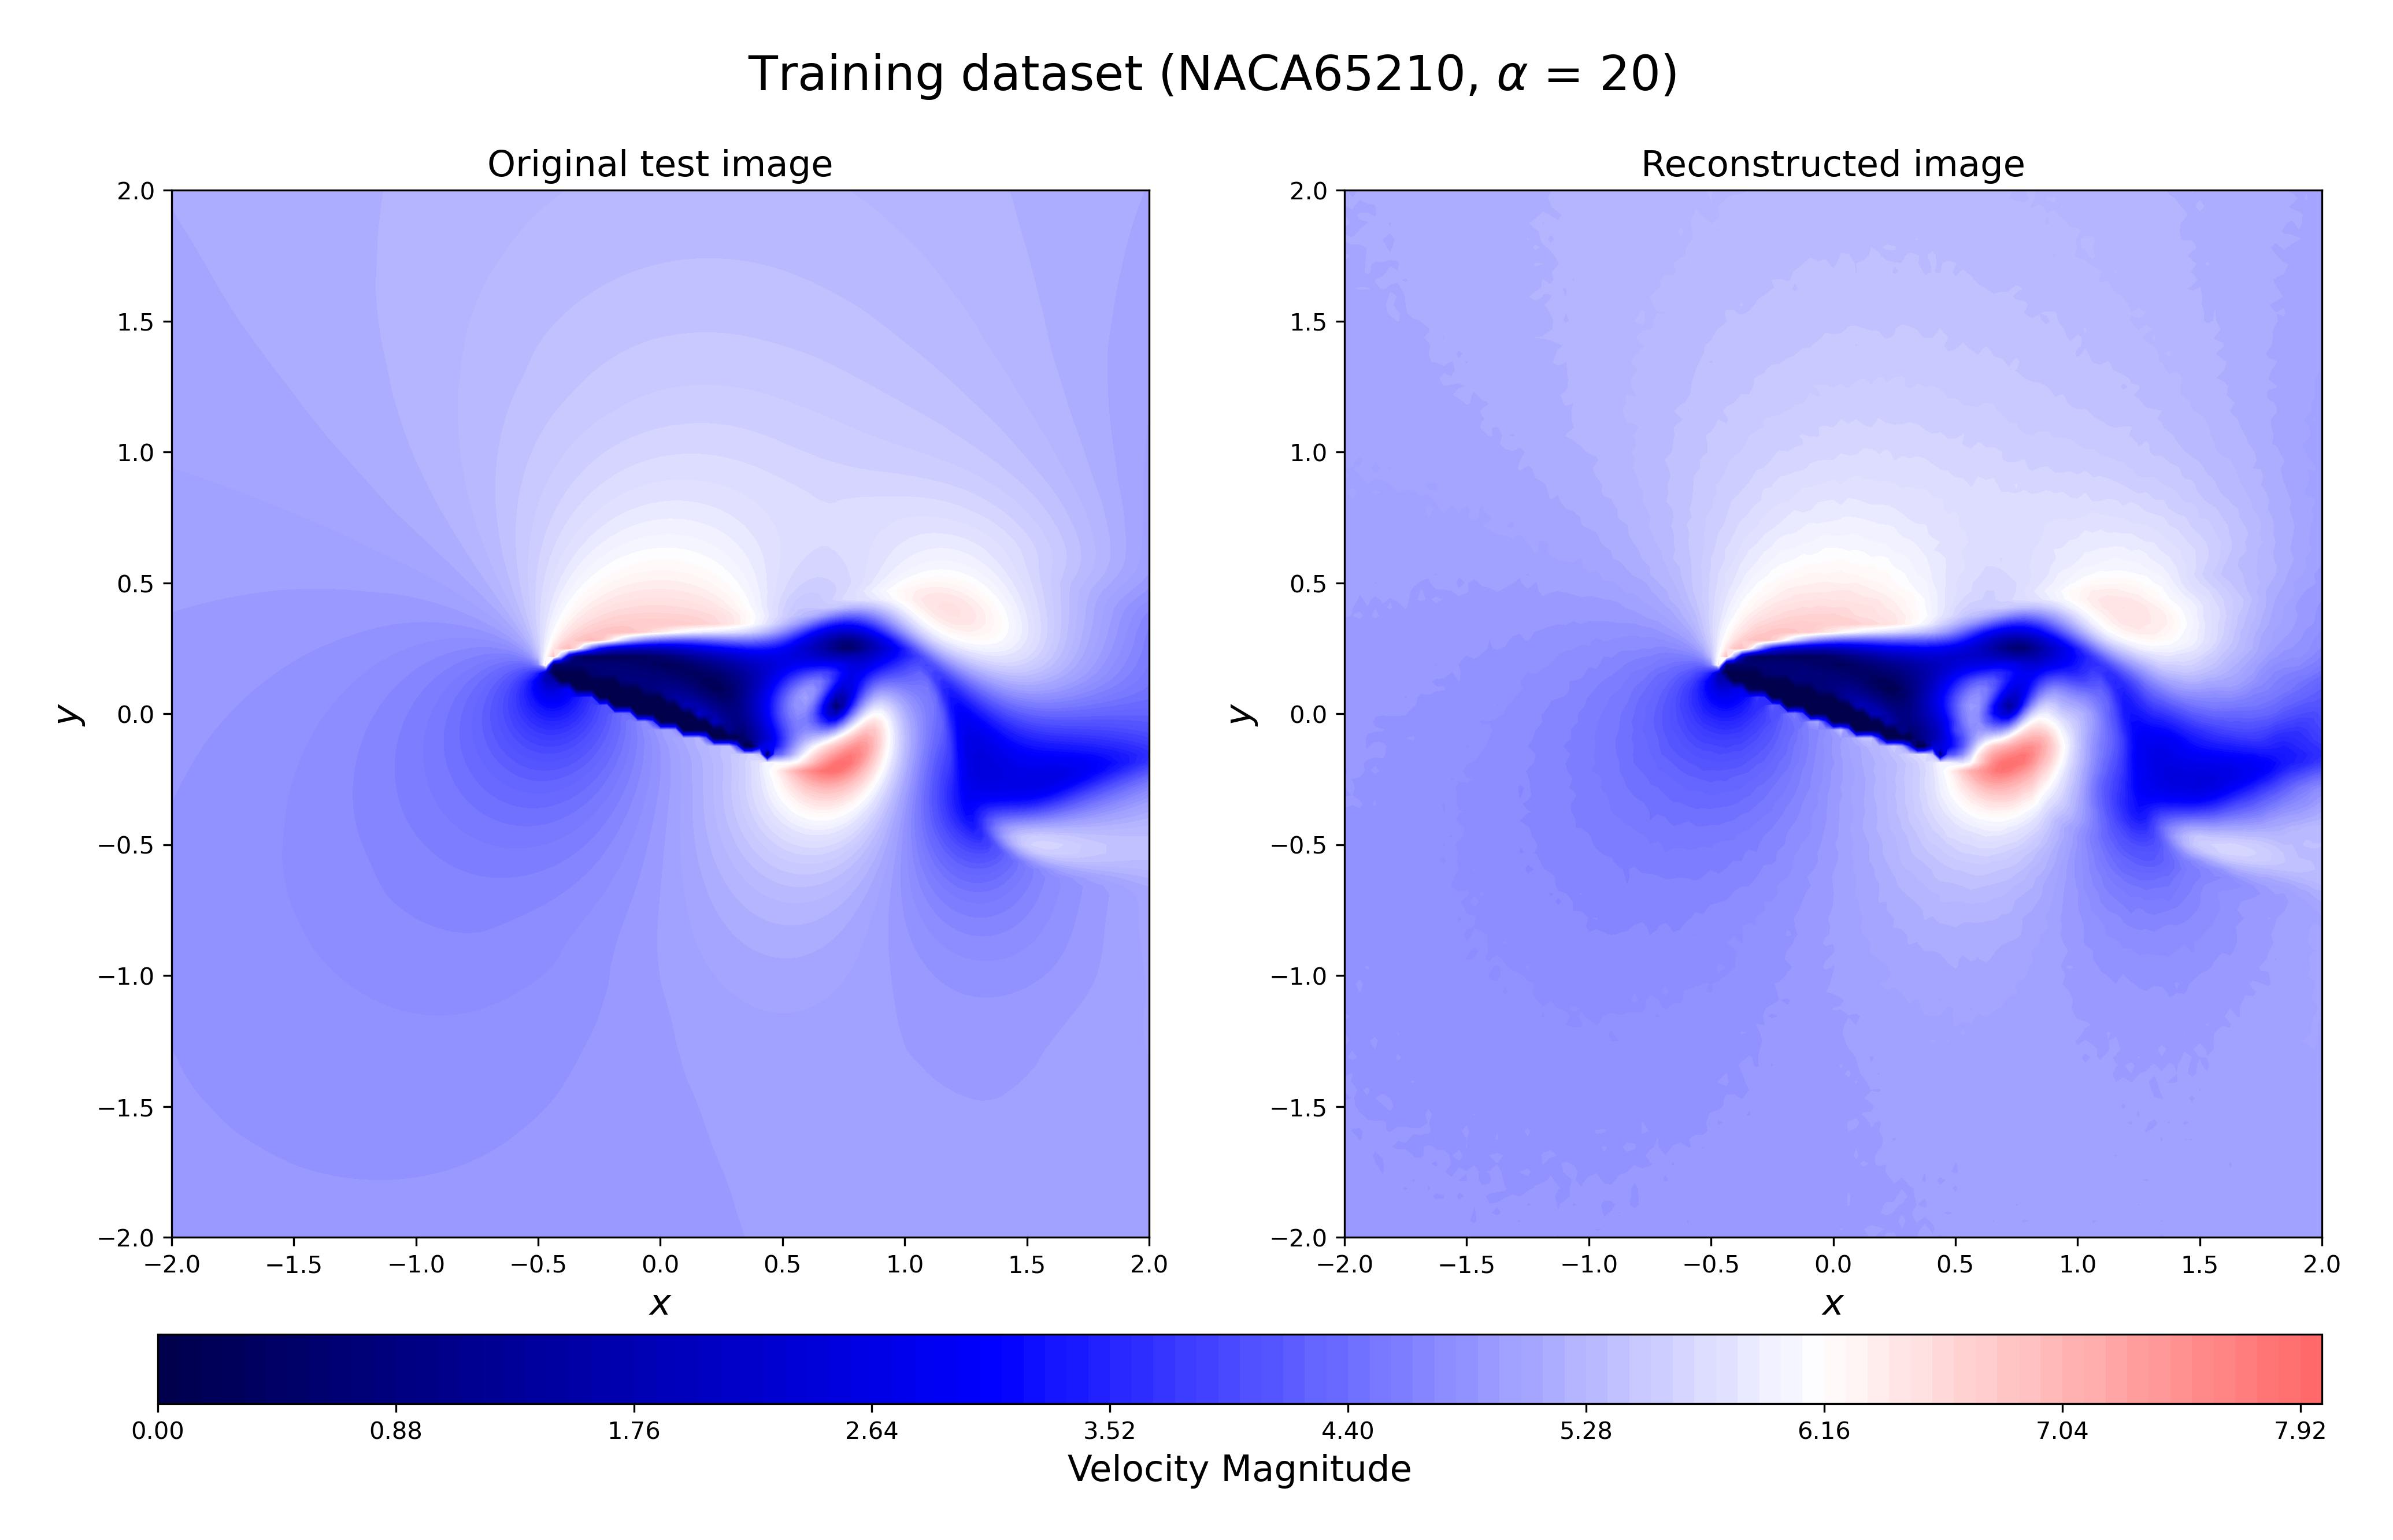 Training dataset (NACA65210, α = 20)
Original test image
2.0
1.5
1.0
0.5
0.0
−0.5
−1.0
−1.5
−2.0
y
−2.0 −1.5 −1.0 −0.5 0.0 0.5 1.0 1.5 2.0
x
Reconstructed image
2.0
1.5
1.0
0.5
0.0
−0.5
−1.0
−1.5
−2.0
y
−2.0 −1.5 −1.0 −0.5 0.0 0.5 1.0 1.5 2.0
x
0.00 0.88 1.76 2.64 3.52 4.40 5.28 6.16 7.04 7.92
Velocity Magnitude